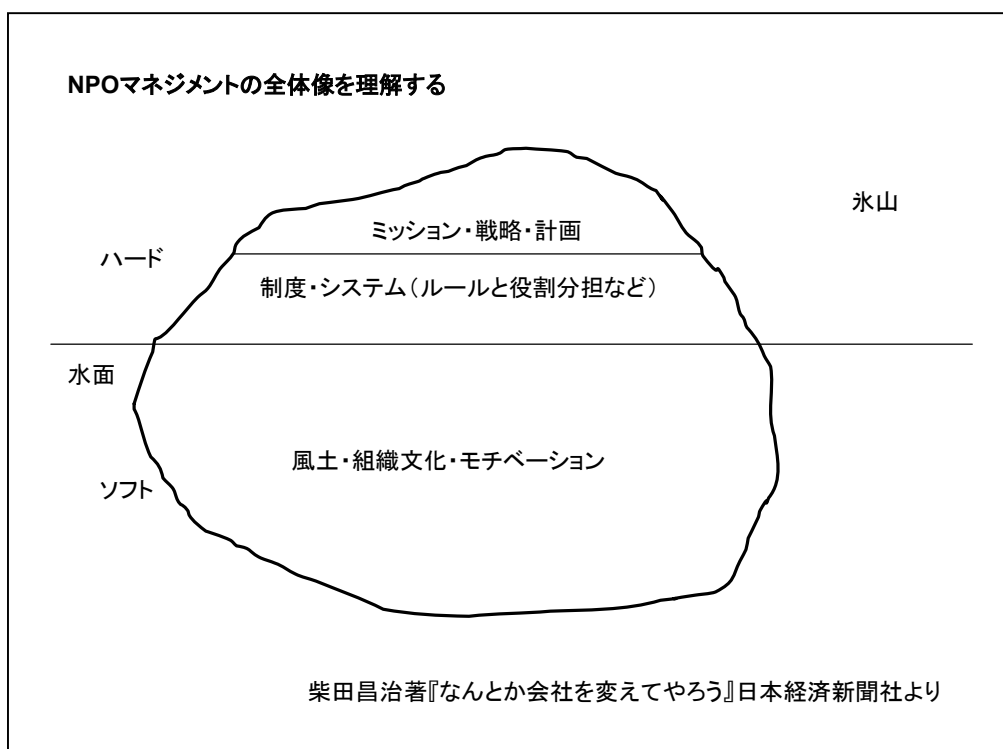 NPOマネジメントの全体像を理解する
氷山
ミッション・戦略・計画
ハード
制度・システム（ルールと役割分担など）
水面
風土・組織文化・モチベーション
ソフト
柴田昌治著『なんとか会社を変えてやろう』日本経済新聞社より